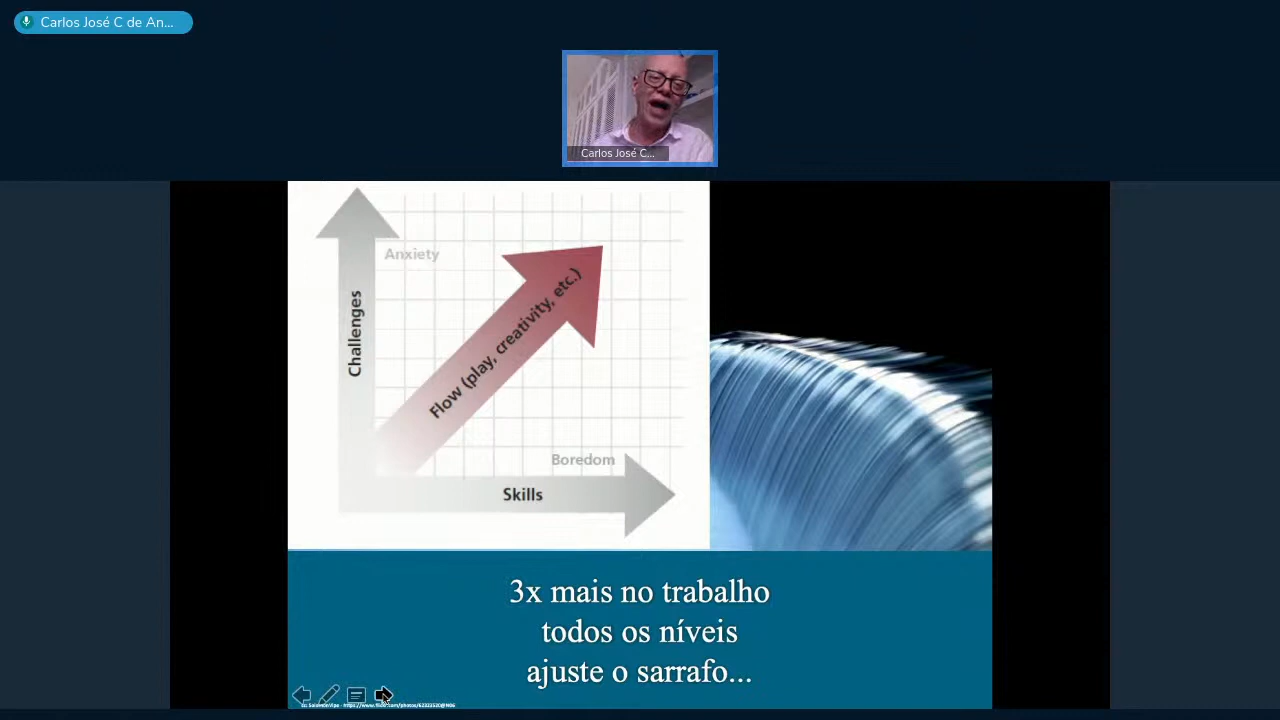 Carlos José C de An...
Carlos José C...
Anxiety
Challenges
Flow (play, creativity, etc.)
Boredom
Skills
3x mais no trabalho
todos os níveis
ajuste o sarrafo...